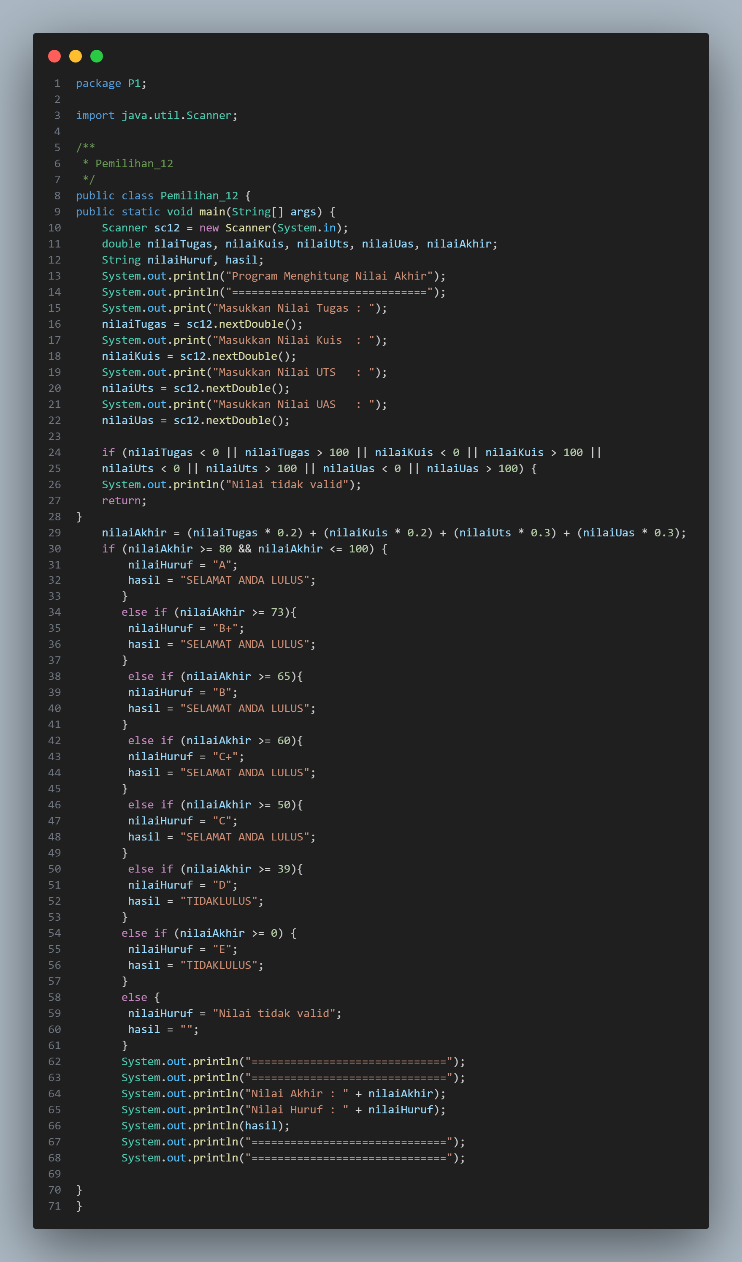 1 package P1;
2
3 import java.util.Scanner;
4
5 /**
6  * Pemilihan_12
7  */
8 public class Pemilihan_12 {
9 public static void main(String[] args) {
10     Scanner sc12 = new Scanner(System.in);
11     double nilaiTugas, nilaiKuis, nilaiUts, nilaiUas, nilaiAkhir;
12     String nilaiHuruf, hasil;
13     System.out.println("Program Menghitung Nilai Akhir");
14     System.out.println("==============================");
15     System.out.print("Masukkan Nilai Tugas : ");
16     nilaiTugas = sc12.nextDouble();
17     System.out.print("Masukkan Nilai Kuis  : ");
18     nilaiKuis = sc12.nextDouble();
19     System.out.print("Masukkan Nilai UTS   : ");
20     nilaiUts = sc12.nextDouble();
21     System.out.print("Masukkan Nilai UAS   : ");
22     nilaiUas = sc12.nextDouble();
23
24     if (nilaiTugas < 0 || nilaiTugas > 100 || nilaiKuis < 0 || nilaiKuis > 100 ||
25     nilaiUts < 0 || nilaiUts > 100 || nilaiUas < 0 || nilaiUas > 100) {
26     System.out.println("Nilai tidak valid");
27     return;
28 }
29     nilaiAkhir = (nilaiTugas * 0.2) + (nilaiKuis * 0.2) + (nilaiUts * 0.3) + (nilaiUas * 0.3);
30     if (nilaiAkhir >= 80 && nilaiAkhir <= 100) {
31         nilaiHuruf = "A";
32         hasil = "SELAMAT ANDA LULUS";
33        }
34        else if (nilaiAkhir >= 73){
35         nilaiHuruf = "B+";
36         hasil = "SELAMAT ANDA LULUS";
37        }
38         else if (nilaiAkhir >= 65){
39         nilaiHuruf = "B";
40         hasil = "SELAMAT ANDA LULUS";
41        }
42         else if (nilaiAkhir >= 60){
43         nilaiHuruf = "C+";
44         hasil = "SELAMAT ANDA LULUS";
45        }
46         else if (nilaiAkhir >= 50){
47         nilaiHuruf = "C";
48         hasil = "SELAMAT ANDA LULUS";
49        }
50         else if (nilaiAkhir >= 39){
51         nilaiHuruf = "D";
52         hasil = "TIDAKLULUS";
53        }
54        else if (nilaiAkhir >= 0) {
55         nilaiHuruf = "E";
56         hasil = "TIDAKLULUS";
57        }
58        else {
59         nilaiHuruf = "Nilai tidak valid";
60         hasil = "";
61        }
62        System.out.println("==============================");
63        System.out.println("==============================");
64        System.out.println("Nilai Akhir : " + nilaiAkhir);
65        System.out.println("Nilai Huruf : " + nilaiHuruf);
66        System.out.println(hasil);
67        System.out.println("==============================");
68        System.out.println("==============================");
69
70 }
71 }